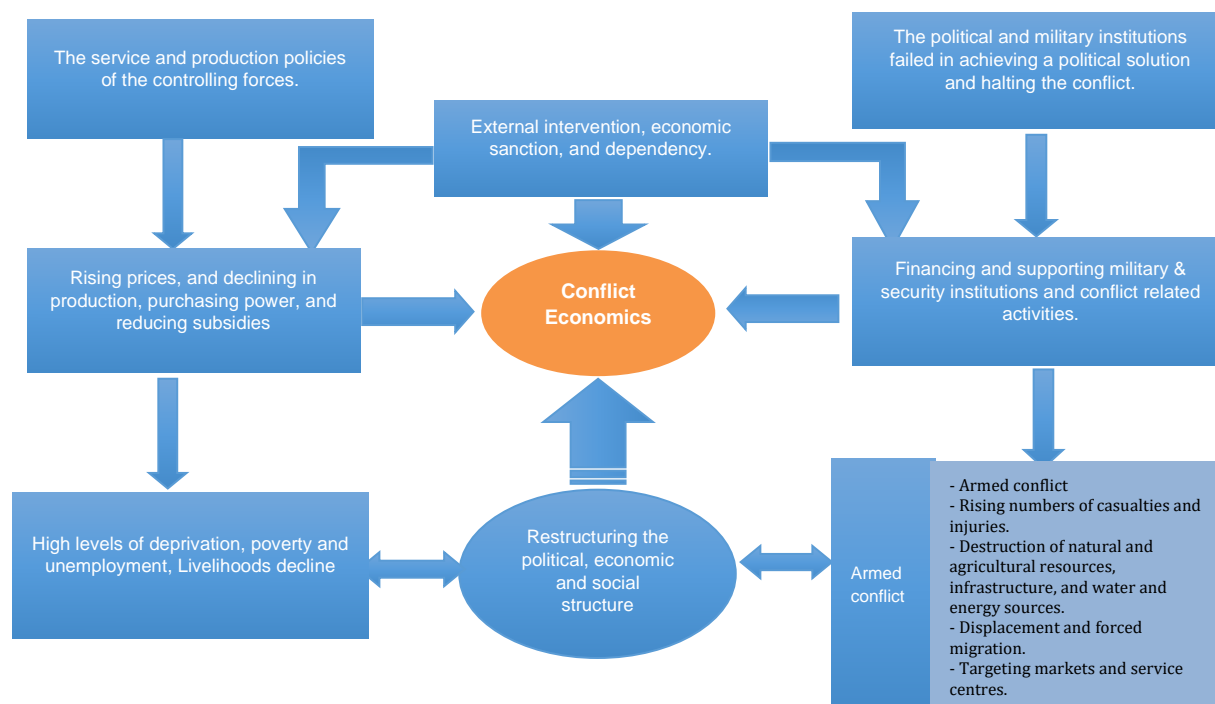 The service and production policies
of the controlling forces.
External intervention, economic
sanction, and dependency.
The political and military institutions
failed in achieving a political solution
and halting the conflict.
Rising prices, and declining in
production, purchasing power, and
reducing subsidies
Conflict
Economics
Financing and supporting military &
security institutions and conflict related
activities.
High levels of deprivation, poverty and
unemployment, Livelihoods decline
Restructuring the
political, economic
and social
structure
Armed
conflict
- Armed conflict
- Rising numbers of casualties and
injuries.
- Destruction of natural and
agricultural resources,
infrastructure, and water and
energy sources.
- Displacement and forced
migration.
- Targeting markets and service
centres.